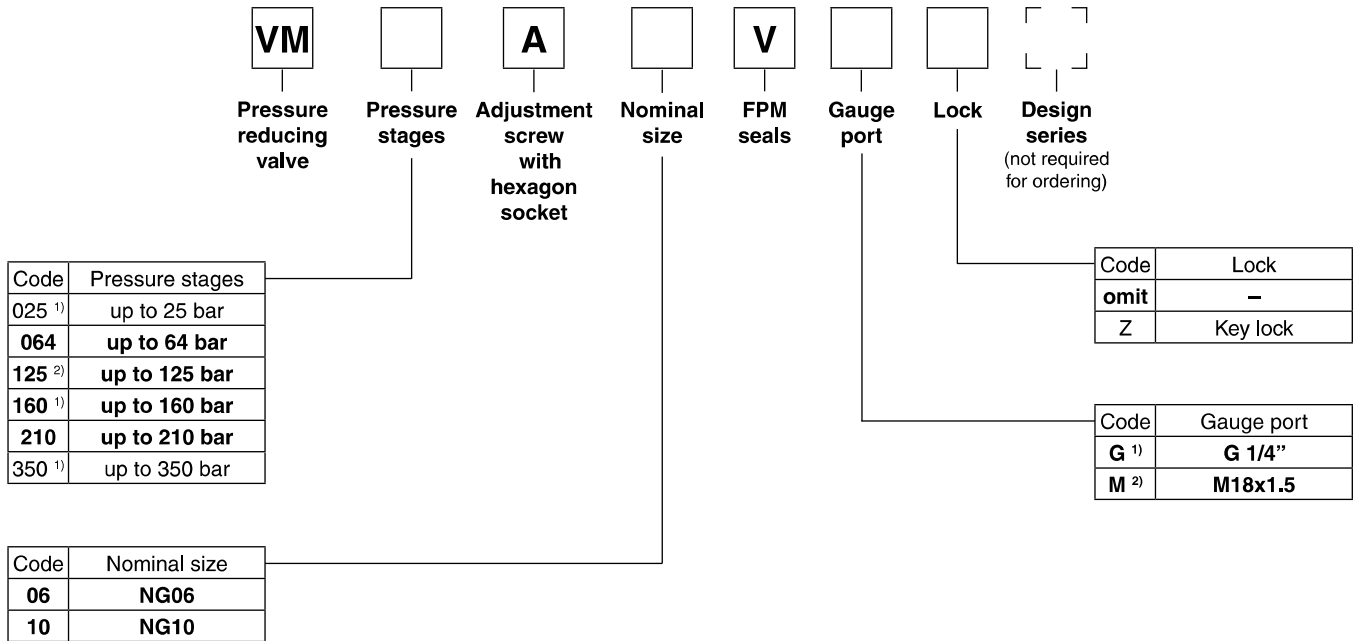 VM A V
Pressure reducing valve
Pressure stages
Adjustment screw with hexagon socket
Nominal size
FPM seals
Gauge port
Lock
Design series
(not required for ordering)
Code Pressure stages
025 1) up to 25 bar
064 up to 64 bar
125 2) up to 125 bar
160 1) up to 160 bar
210 up to 210 bar
350 1) up to 350 bar
Code Lock
omit –
Z Key lock
Code Gauge port
G 1) G 1/4”
M 2) M18x1.5
Code Nominal size
06 NG06
10 NG10